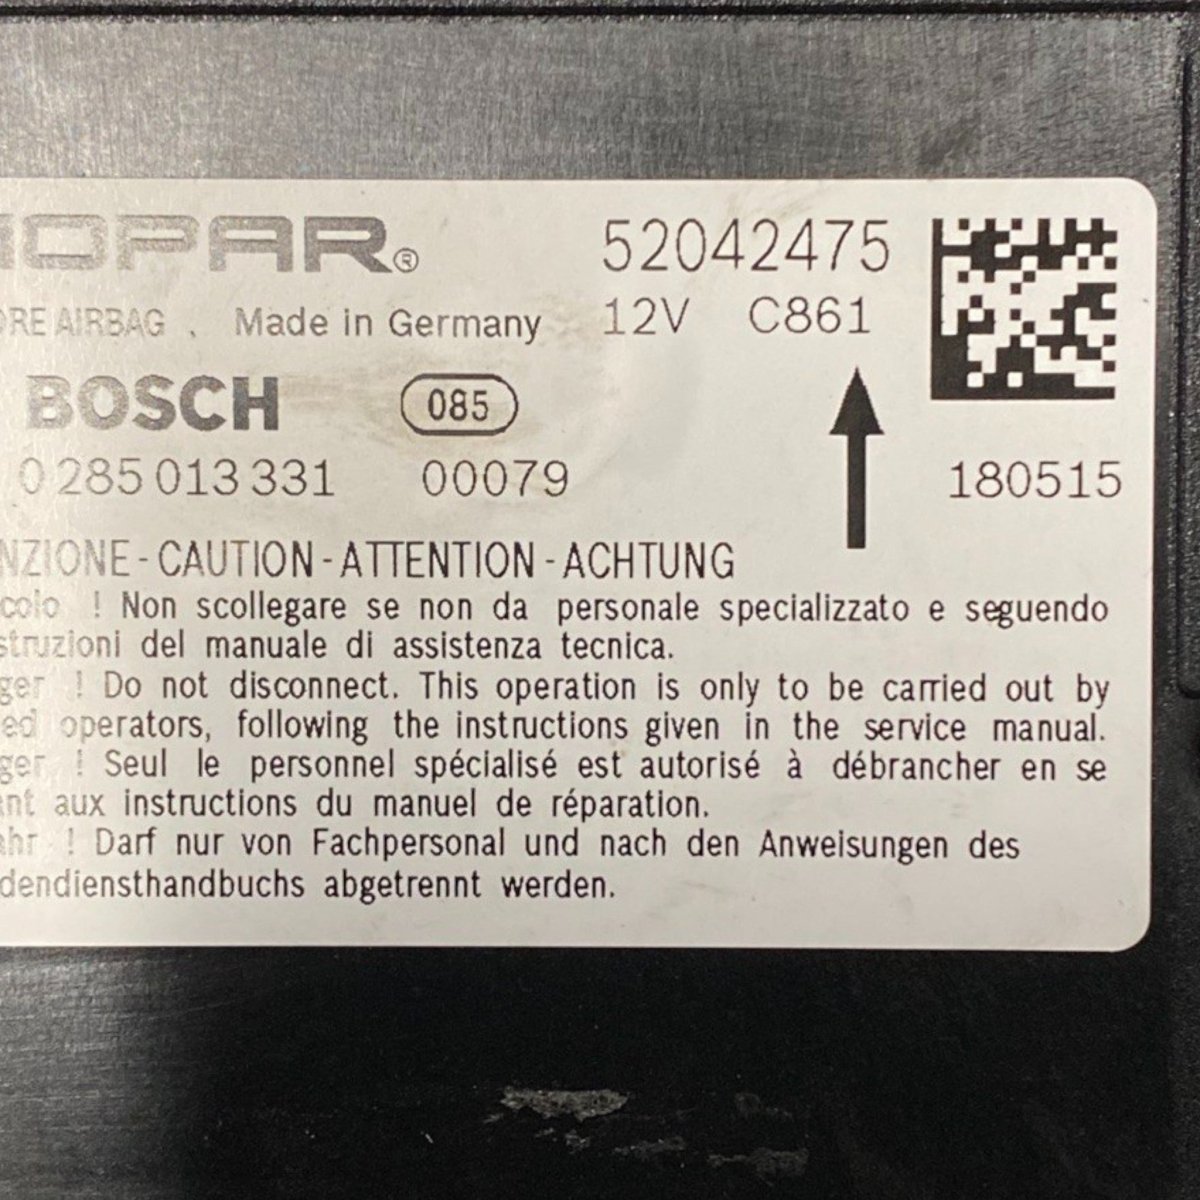 MOPAR® 52042475
ORE AIRBAG . Made in Germany 12V C861
BOSCH 085
0 285 013 331 00079 180515
NZIONE - CAUTION - ATTENTION - ACHTUNG
colo ! Non scollegare se non da personale specializzato e seguendo
struzioni del manuale di assistenza tecnica.
ger ! Do not disconnect. This operation is only to be carried out by
ed operators, following the instructions given in the service manual.
ger ! Seul le personnel spécialisé est autorisé à débrancher en se
ant aux instructions du manuel de réparation.
ahr ! Darf nur von Fachpersonal und nach den Anweisungen des
dendiensthandbuchs abgetrennt werden.